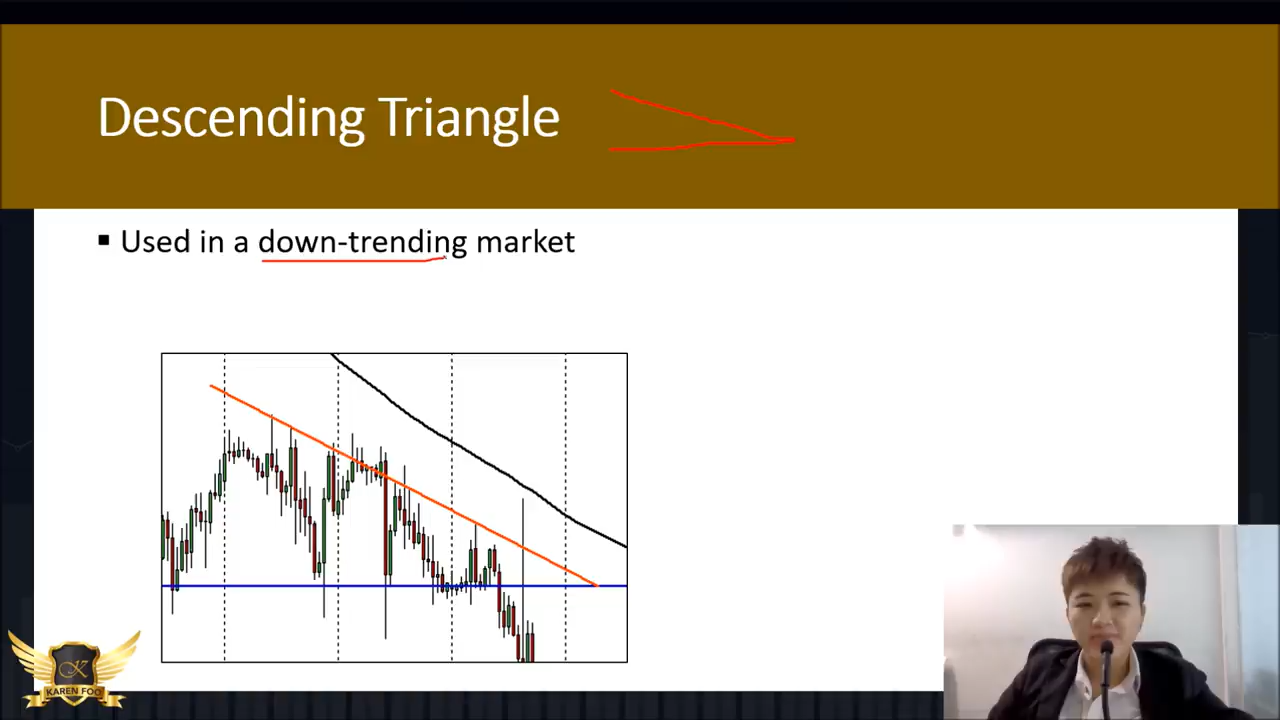 Descending Triangle
▪ Used in a down-trending market
K
KAREN FOO